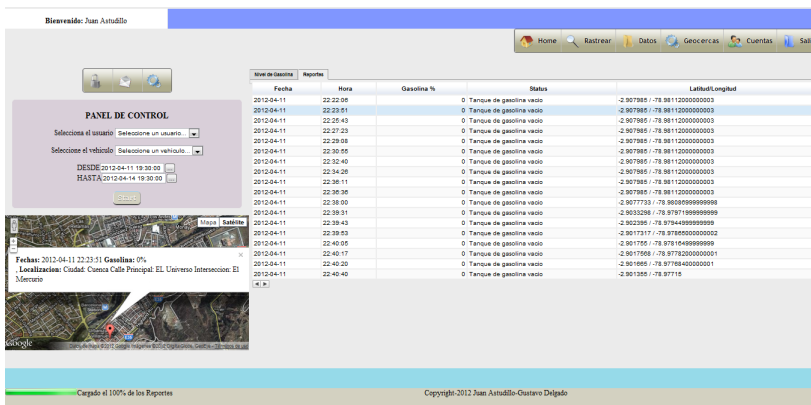 Bienvenido: Juan Astudillo
Home Rastrear Datos Geocercas Cuentas Sali
Nivel de Gasolina Reportes
Fecha Hora Gasolina % Status Latitud/Longitud
2012-04-11 22:22:06 0 Tanque de gasolina vacio -2.907985 / -78.98112000000003
2012-04-11 22:23:51 0 Tanque de gasolina vacio -2.907985 / -78.98112000000003
2012-04-11 22:25:43 0 Tanque de gasolina vacio -2.907985 / -78.98112000000003
2012-04-11 22:27:23 0 Tanque de gasolina vacio -2.907985 / -78.98112000000003
2012-04-11 22:29:08 0 Tanque de gasolina vacio -2.907985 / -78.98112000000003
2012-04-11 22:30:56 0 Tanque de gasolina vacio -2.907985 / -78.98112000000003
2012-04-11 22:32:40 0 Tanque de gasolina vacio -2.907985 / -78.98112000000003
2012-04-11 22:34:26 0 Tanque de gasolina vacio -2.907985 / -78.98112000000003
2012-04-11 22:36:11 0 Tanque de gasolina vacio -2.907985 / -78.98112000000003
2012-04-11 22:36:36 0 Tanque de gasolina vacio -2.907985 / -78.98112000000003
2012-04-11 22:38:00 0 Tanque de gasolina vacio -2.9077733 / -78.98086999999998
2012-04-11 22:39:31 0 Tanque de gasolina vacio -2.9033298 / -78.97971999999999
2012-04-11 22:39:43 0 Tanque de gasolina vacio -2.902395 / -78.97944999999999
2012-04-11 22:39:53 0 Tanque de gasolina vacio -2.9017317 / -78.97865000000002
2012-04-11 22:40:06 0 Tanque de gasolina vacio -2.901755 / -78.97816499999999
2012-04-11 22:40:17 0 Tanque de gasolina vacio -2.9017568 / -78.97782000000001
2012-04-11 22:40:20 0 Tanque de gasolina vacio -2.901665 / -78.97768400000001
2012-04-11 22:40:40 0 Tanque de gasolina vacio -2.901355 / -78.97715
PANEL DE CONTROL
Selecciona el usuario Seleccione un usuario...
Seleccione el vehiculo Seleccione un vehiculo...
DESDE 2012-04-11 19:30:00 ...
HASTA 2012-04-14 19:30:00 ...
Mapa Satélite
Fechas: 2012-04-11 22:23:51 Gasolina: 0%
, Localizacion: Ciudad: Cuenca Calle Principal: EL Universo Interseccion: El
Mercurio
Google
Cargado el 100% de los Reportes
Copyright-2012 Juan Astudillo-Gustavo Delgado